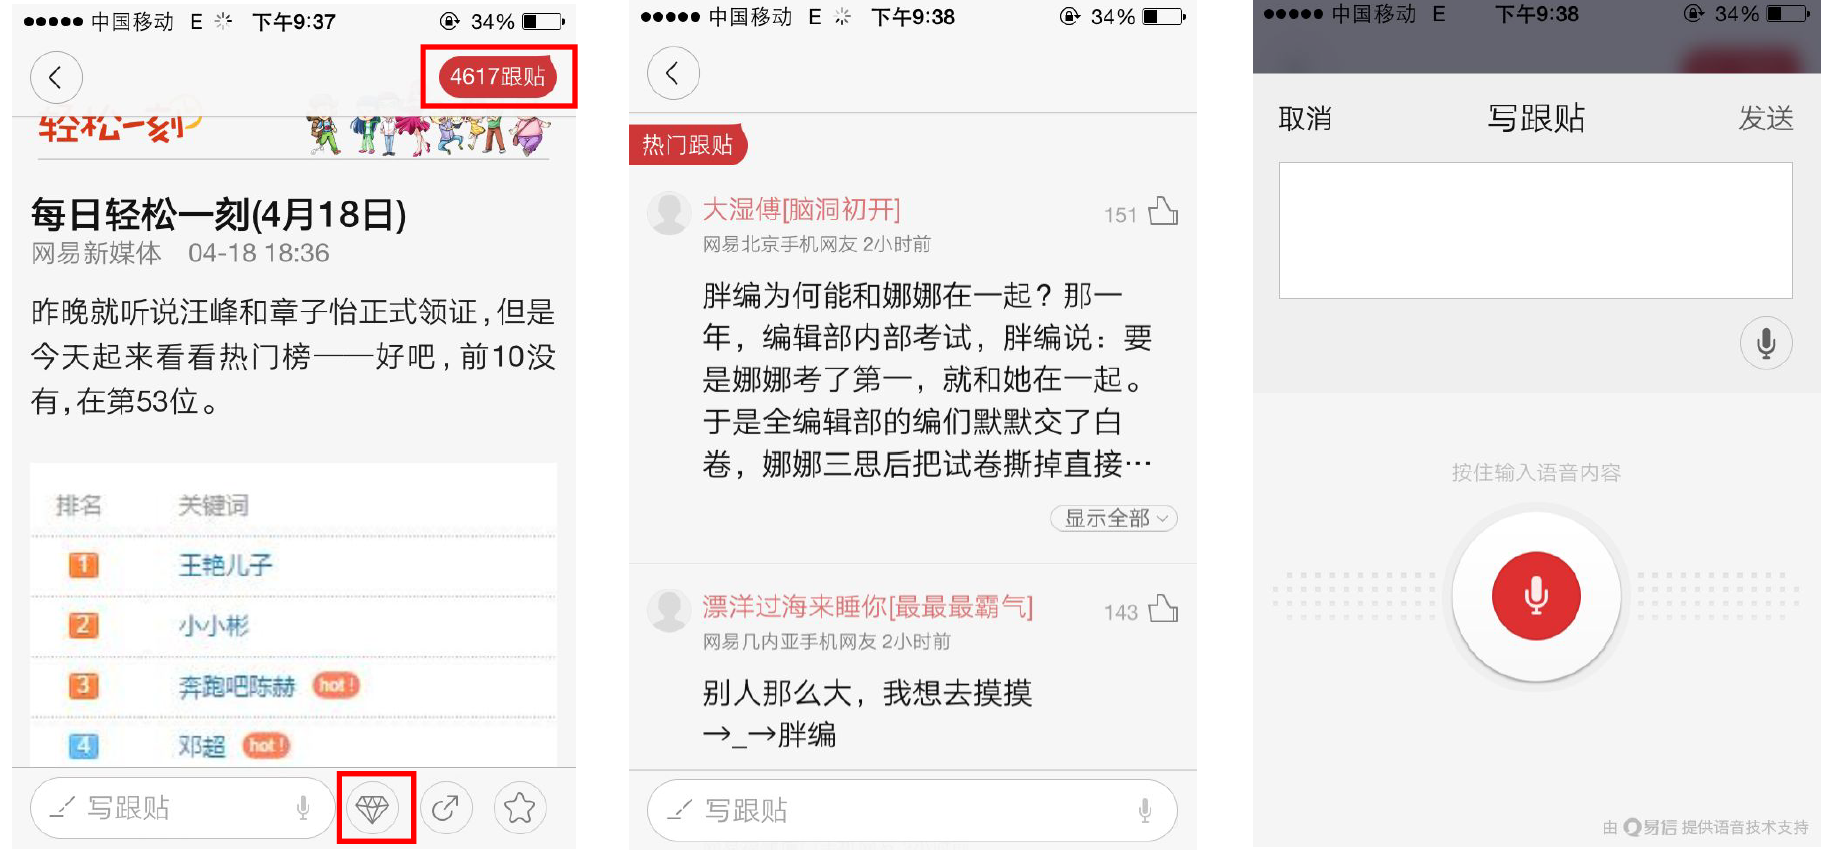 中国移动 E 下午9:37 34%
4617跟贴
轻松一刻
每日轻松一刻(4月18日)
网易新媒体 04-18 18:36
昨晚就听说汪峰和章子怡正式领证,但是
今天起来看看热门榜——好吧,前10没
有,在第53位。
排名 关键词
1 王艳儿子
2 小小彬
3 奔跑吧陈赫 hot!
4 邓超 hot!
写跟贴
中国移动 E 下午9:38 34%
热门跟贴
大湿傅[脑洞初开] 151
网易北京手机网友 2小时前
胖编为何能和娜娜在一起？那一
年，编辑部内部考试，胖编说：要
是娜娜考了第一，就和她在一起。
于是全编辑部的编们默默交了白
卷，娜娜三思后把试卷撕掉直接…
显示全部
漂洋过海来睡你[最最最霸气] 143
网易几内亚手机网友 2小时前
别人那么大，我想去摸摸
→_→胖编
写跟贴
中国移动 E 下午9:38 34%
取消 写跟贴 发送
按住输入语音内容
由 易信 提供语音技术支持